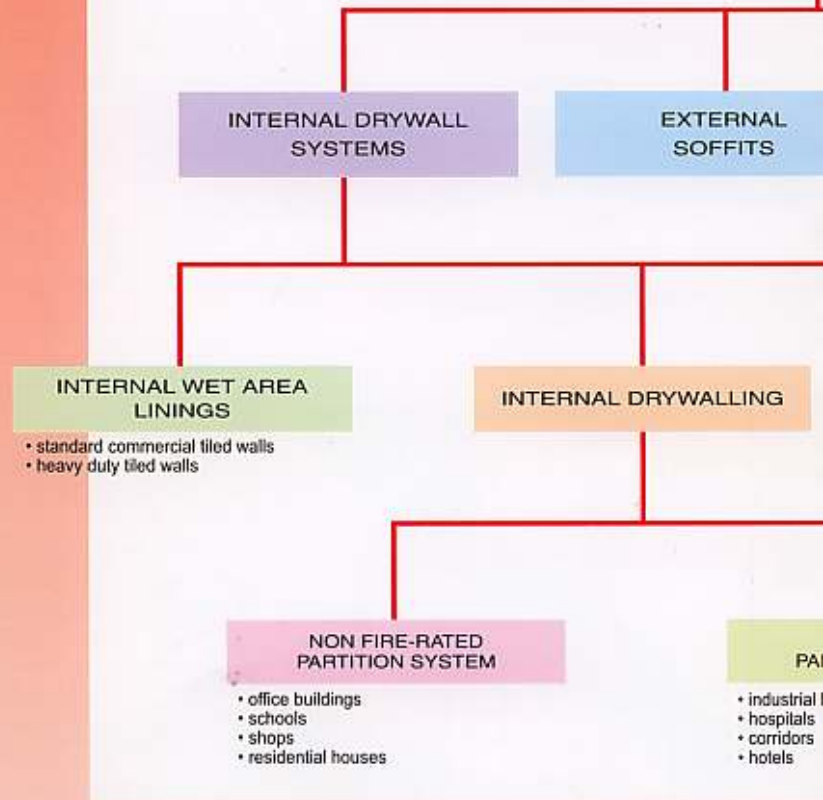 INTERNAL DRYWALL
SYSTEMS
EXTERNAL
SOFFITS
INTERNAL WET AREA
LININGS
• standard commercial tiled walls
• heavy duty tiled walls
INTERNAL DRYWALLING
NON FIRE-RATED
PARTITION SYSTEM
• office buildings
• schools
• shops
• residential houses
• industrial
• hospitals
• corridors
• hotels